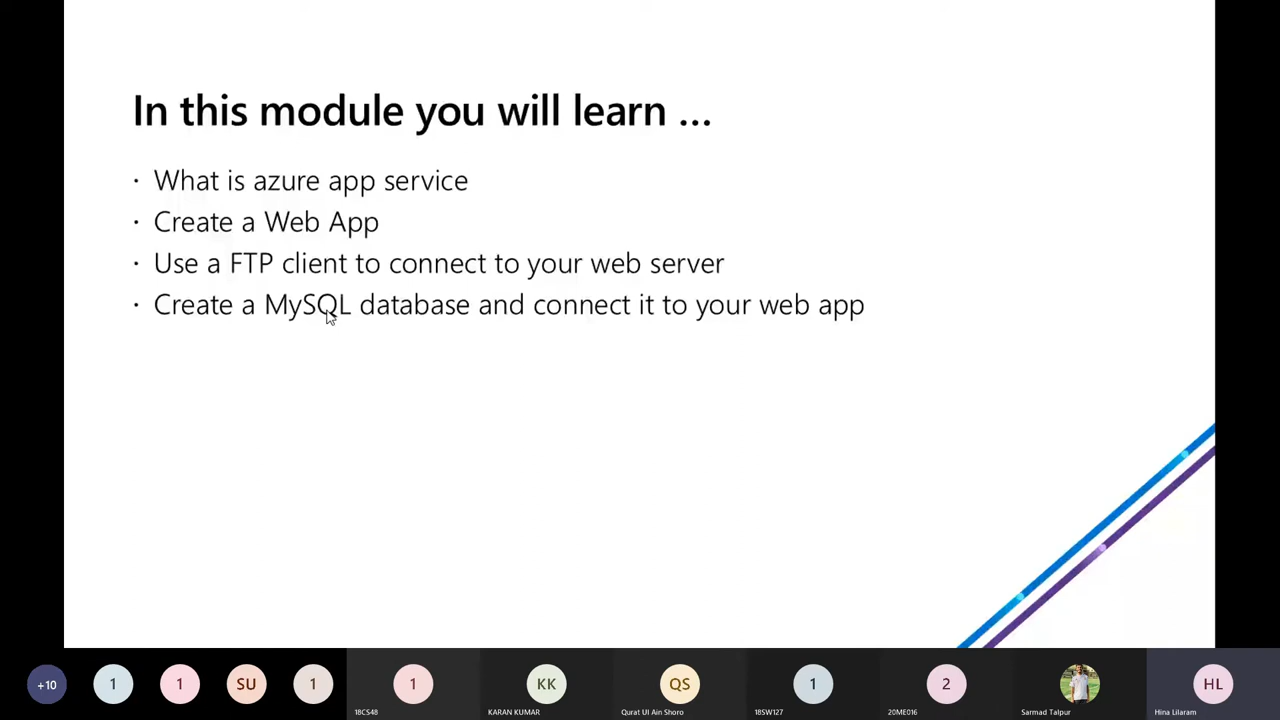 In this module you will learn ...
· What is azure app service
· Create a Web App
· Use a FTP client to connect to your web server
· Create a MySQL database and connect it to your web app
+10
1
1
SU
1
1
KK
QS
1
2
HL
18CS48
KARAN KUMAR
Qurat Ul Ain Shoro
18SW127
20ME016
Sarmad Talpur
Hina Lilaram